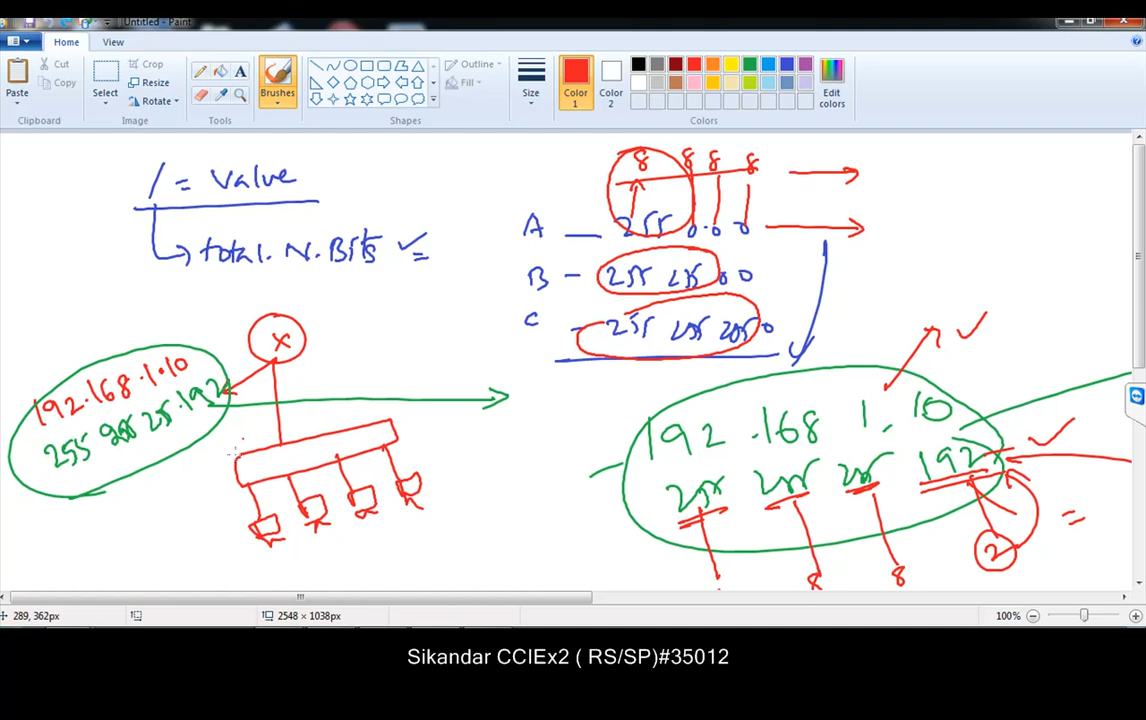 Untitled - Paint
Home View
Cut
Copy
Paste
Clipboard
Select
Crop
Resize
Rotate
Image
A
Tools
Brushes
Outline
Fill
Shapes
Size
Color 1
Color 2
Edit colors
Colors
/ = Value
total. N. Bits
8 8 8 8
A — 255 0.0 0
B - 255 255 0 0
C - 255 255 255 0
X
192.168.1.10
255 255 25.192
192.168 1.10
255 255 255 192
2
=
8 8
289, 362px
2548 × 1038px
100%
Sikandar CCIEx2 ( RS/SP)#35012